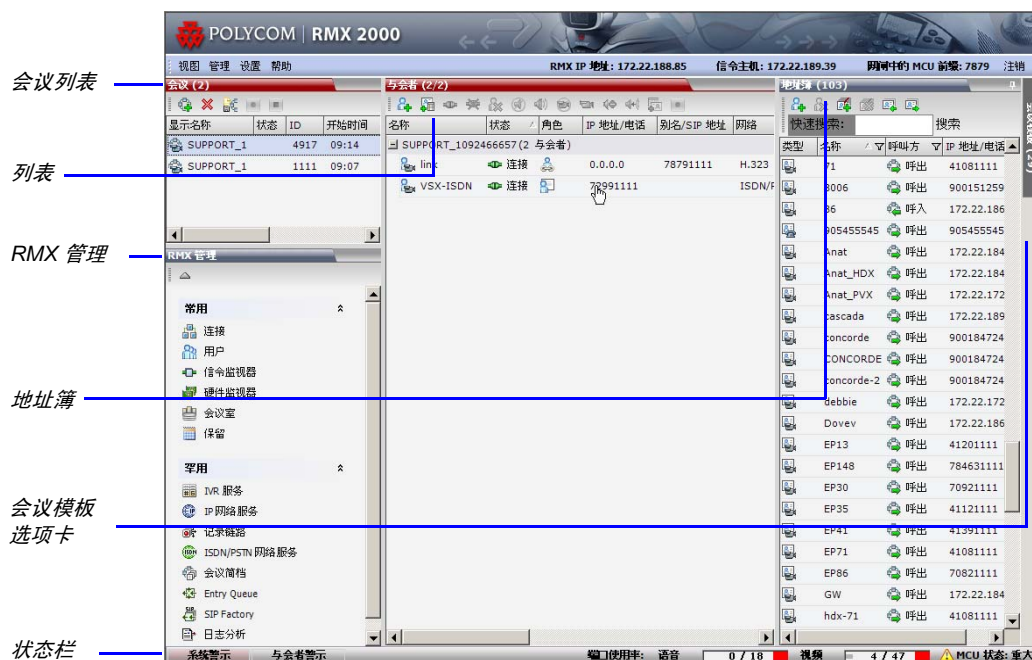 POLYCOM | RMX 2000
视图 管理 设置 帮助
RMX IP 地址: 172.22.188.85 信令主机: 172.22.189.39 网闸中的 MCU 前缀: 7879 注销
会议列表
列表
RMX 管理
地址簿
会议模板
选项卡
状态栏
会议 (2)
显示名称 状态 ID 开始时间
SUPPORT_1 4917 09:14
SUPPORT_1 1111 09:07
RMX 管理
常用
连接
用户
信令监视器
硬件监视器
会议室
保留
罕用
IVR 服务
IP 网络服务
记录链路
ISDN/PSTN 网络服务
会议简档
Entry Queue
SIP Factory
日志分析
与会者 (2/2)
名称 状态 角色 IP 地址/电话 别名/SIP 地址 网络
SUPPORT_1092466657(2 与会者)
link 连接 0.0.0.0 78791111 H.323
VSX-ISDN 连接 72991111 ISDN/P
地址簿 (103)
快速搜索: 搜索
类型 名称 呼叫方 IP 地址/电话
71 呼出 41081111
3006 呼出 900151259
86 呼入 172.22.186
905455545 呼出 905455545
Anat 呼出 172.22.184
Anat_HDX 呼出 172.22.184
Anat_PVX 呼出 172.22.172
cascada 呼出 172.22.189
concorde 呼出 900184724
CONCORDE 呼出 900184724
concorde-2 呼出 900184724
debbie 呼出 172.22.172
Dovev 呼出 172.22.186
EP13 呼出 41201111
EP148 呼出 784631111
EP30 呼出 70921111
EP35 呼出 41121111
EP41 呼出 41391111
EP71 呼出 41081111
EP86 呼出 70821111
GW 呼出 172.22.184
hdx-71 呼出 41081111
系统警示 与会者警示 端口使用率: 语音 0 / 18 视频 4 / 47 MCU 状态: 重大